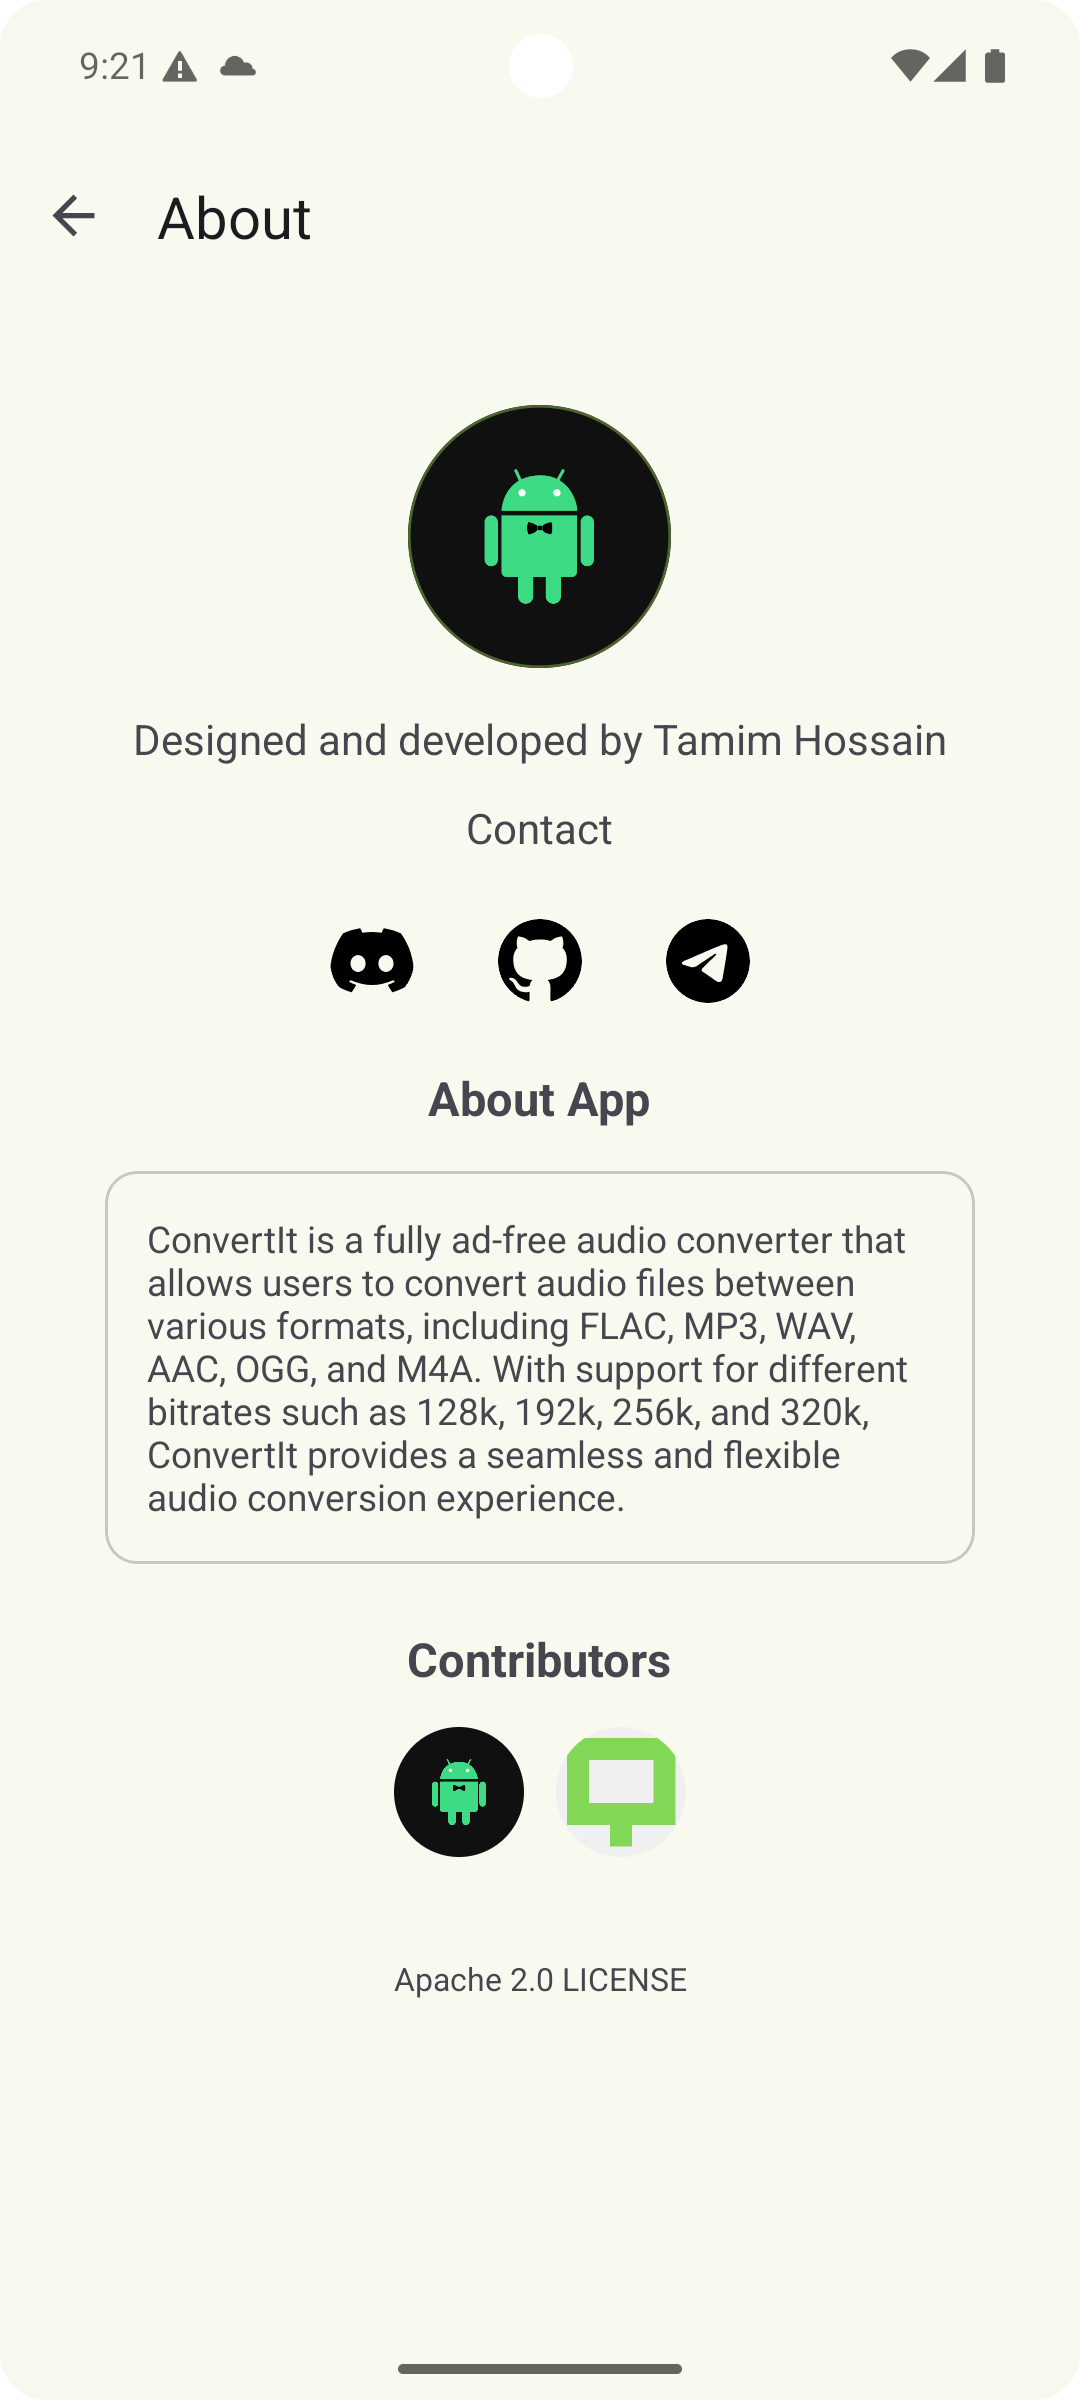 9:21
About
Designed and developed by Tamim Hossain
Contact
About App
ConvertIt is a fully ad-free audio converter that
allows users to convert audio files between
various formats, including FLAC, MP3, WAV,
AAC, OGG, and M4A. With support for different
bitrates such as 128k, 192k, 256k, and 320k,
ConvertIt provides a seamless and flexible
audio conversion experience.
Contributors
Apache 2.0 LICENSE